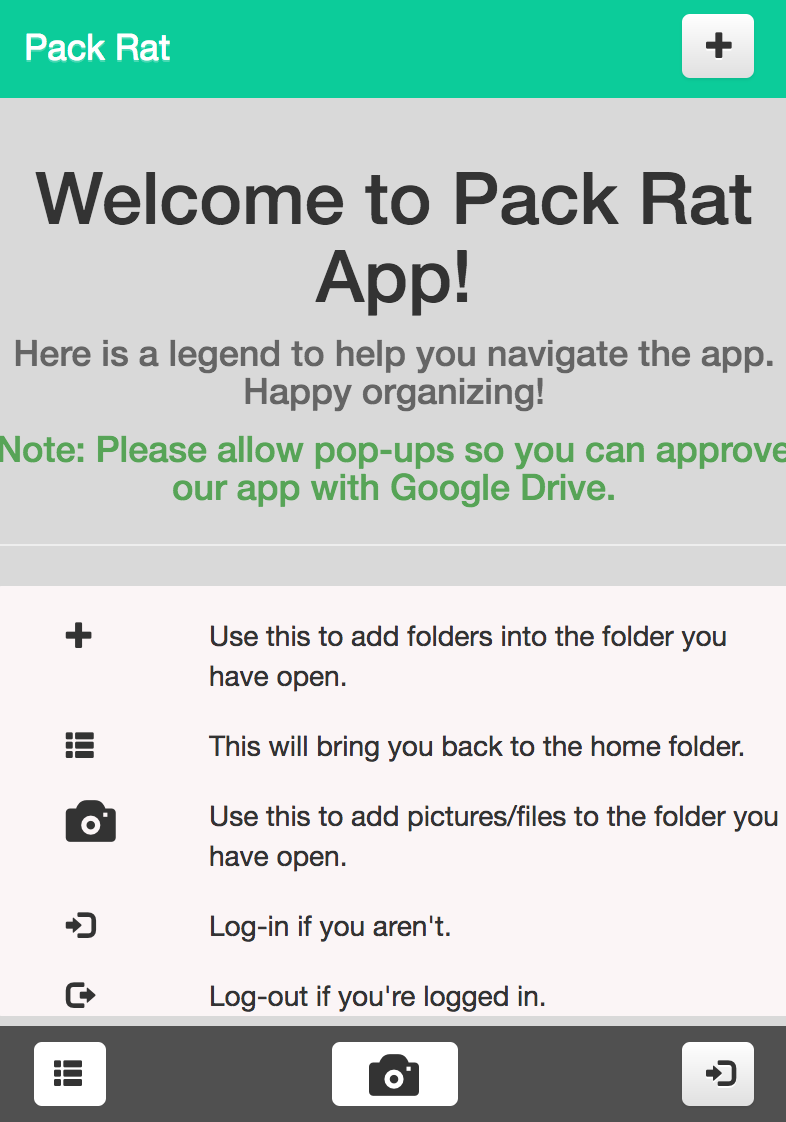 Pack Rat
Welcome to Pack Rat
App!
Here is a legend to help you navigate the app.
Happy organizing!
Note: Please allow pop-ups so you can approve
our app with Google Drive.
Use this to add folders into the folder you
have open.
This will bring you back to the home folder.
Use this to add pictures/files to the folder you
have open.
Log-in if you aren't.
Log-out if you're logged in.